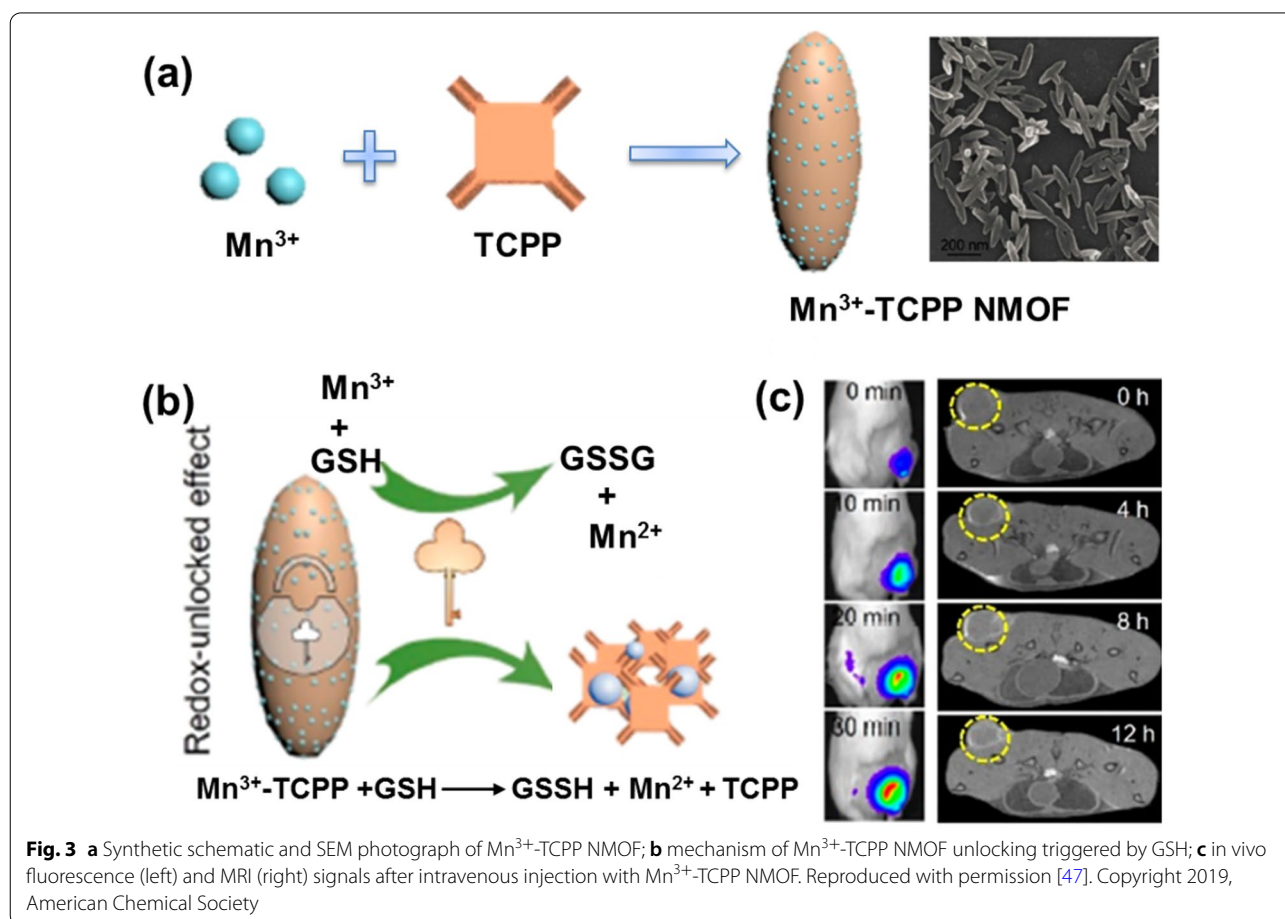 (a)
Mn³⁺
TCPP
200 nm
Mn³⁺-TCPP NMOF
(b)
Redox-unlocked effect
Mn³⁺
+
GSH
GSSG
+
Mn²⁺
Mn³⁺-TCPP +GSH ⟶ GSSH + Mn²⁺ + TCPP
(c)
0 min
10 min
20 min
30 min
0 h
4 h
8 h
12 h
Fig. 3 a Synthetic schematic and SEM photograph of Mn³⁺-TCPP NMOF; b mechanism of Mn³⁺-TCPP NMOF unlocking triggered by GSH; c in vivo
fluorescence (left) and MRI (right) signals after intravenous injection with Mn³⁺-TCPP NMOF. Reproduced with permission [47]. Copyright 2019,
American Chemical Society